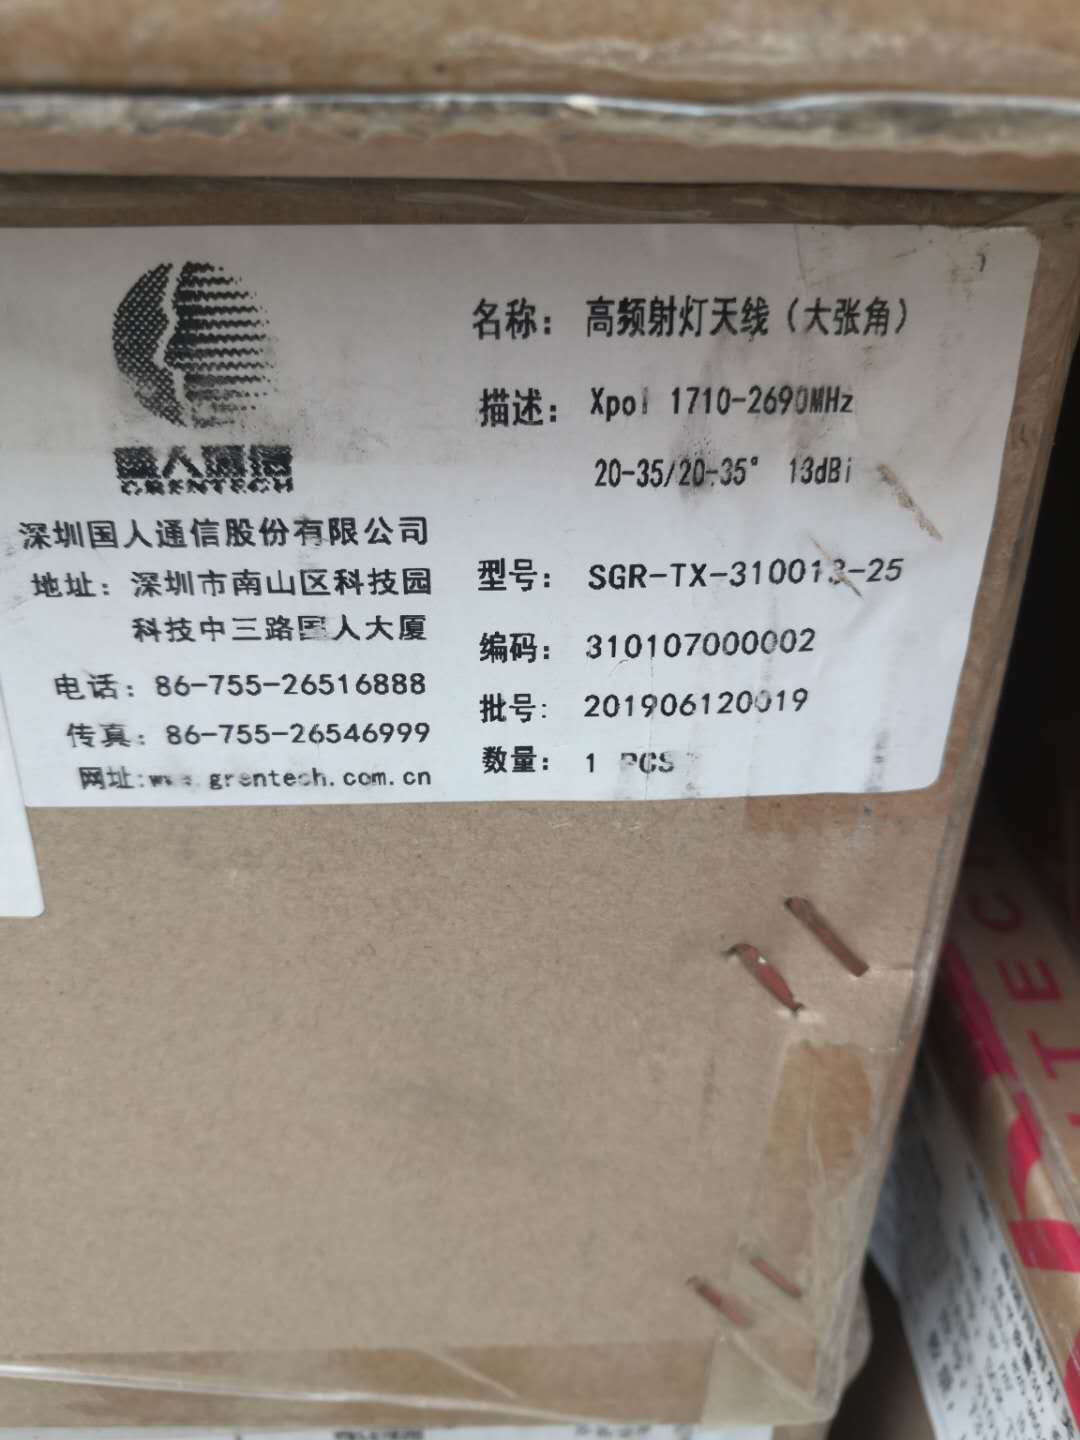 国人通信
GRENTECH
深圳国人通信股份有限公司
地址：深圳市南山区科技园
科技中三路国人大厦
电话：86-755-26516888
传真：86-755-26546999
网址:www.grentech.com.cn
名称：高频射灯天线（大张角）
描述：Xpol 1710-2690MHz
20-35/20-35° 13dBi
型号：SGR-TX-310013-25
编码：310107000002
批号：201906120019
数量：1 PCS